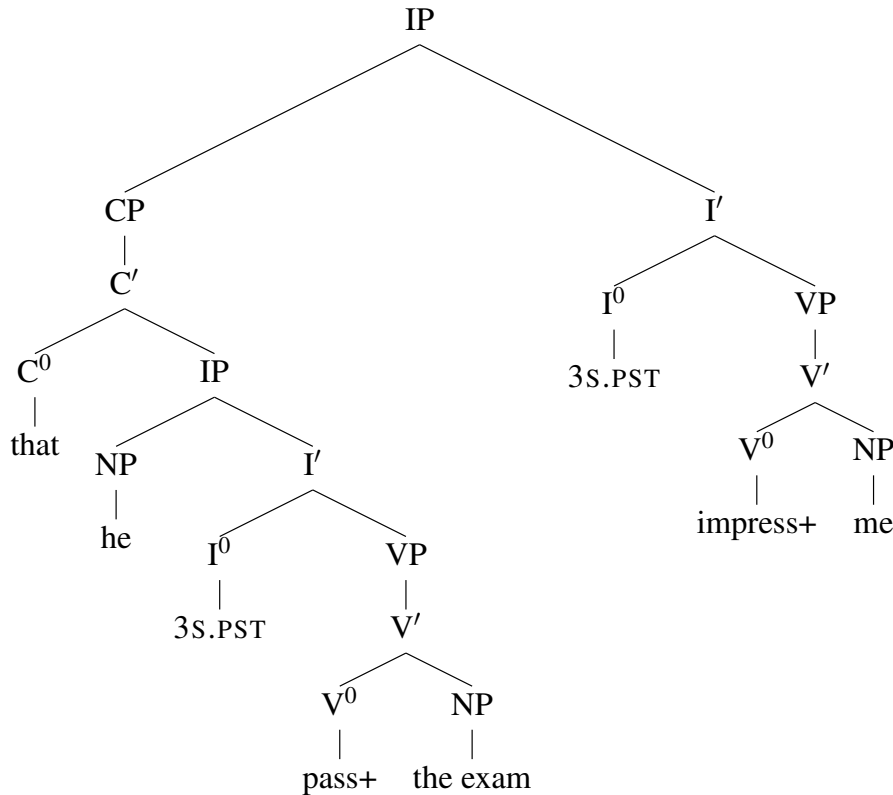 IP
CP I′
C′ I⁰ VP
C⁰ IP 3S.PST V′
that NP I′ V⁰ NP
he I⁰ VP impress+ me
3S.PST V′
V⁰ NP
pass+ the exam